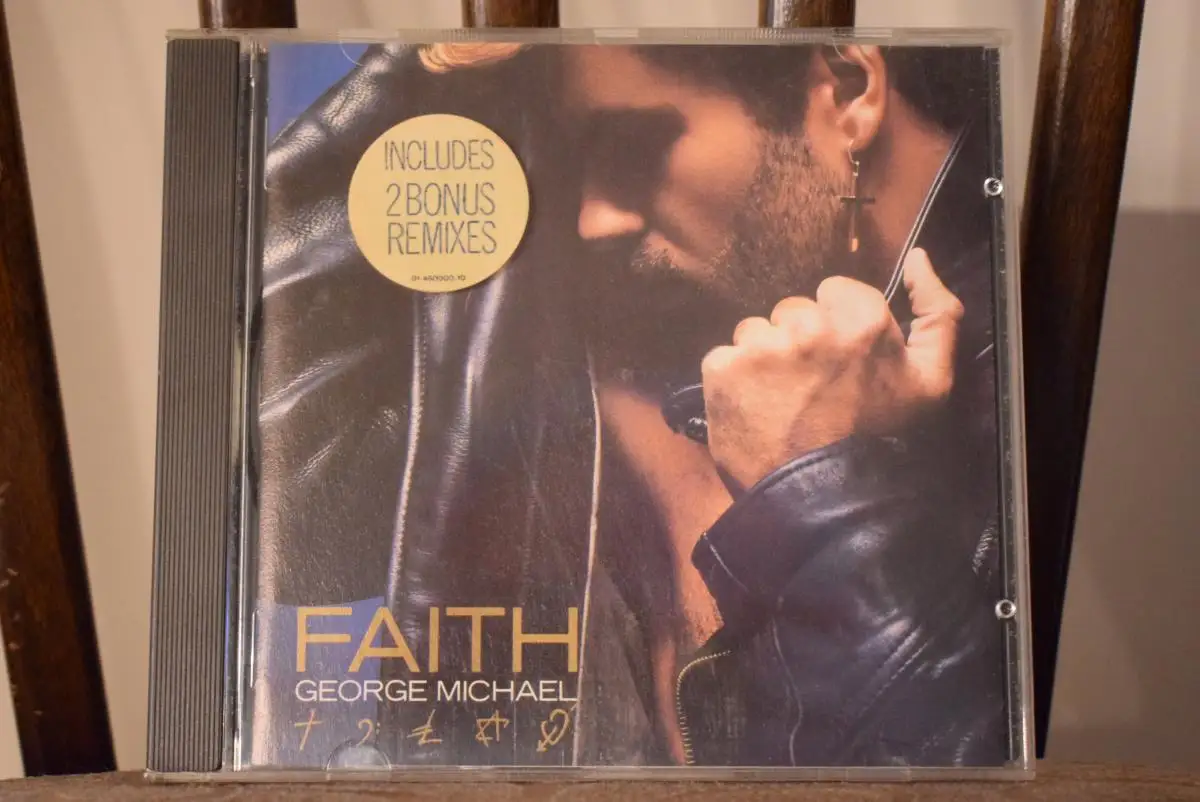 INCLUDES
2 BONUS
REMIXES
FAITH
GEORGE MICHAEL